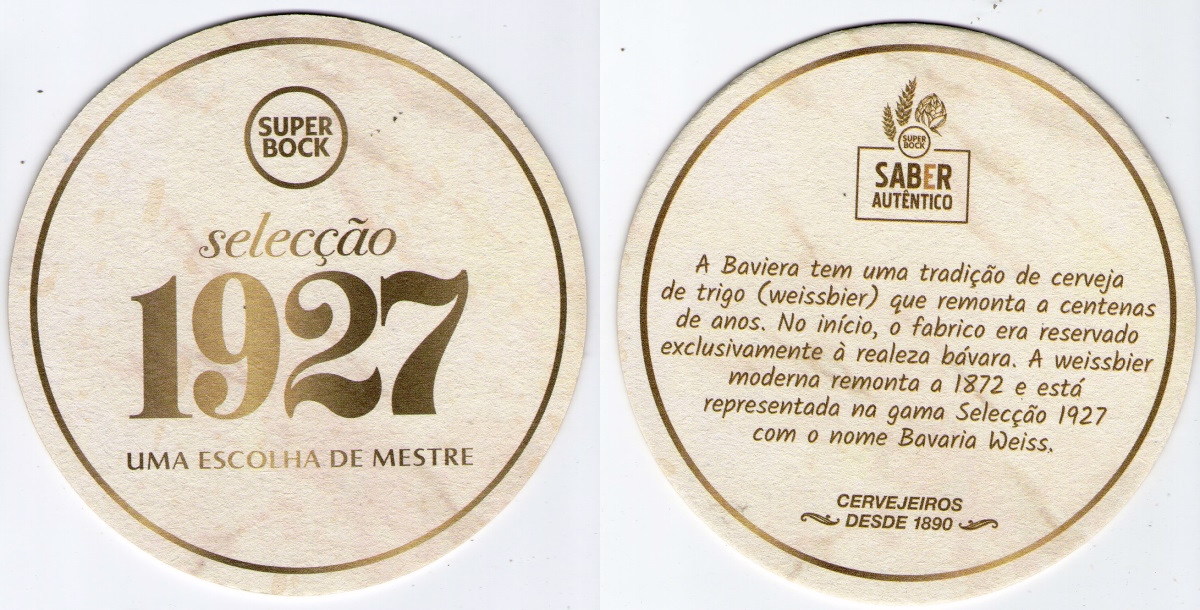 SUPER
BOCK
selecção
1927
UMA ESCOLHA DE MESTRE
SUPER
BOCK
SABER
AUTÊNTICO
A Baviera tem uma tradição de cerveja
de trigo (weissbier) que remonta a centenas
de anos. No início, o fabrico era reservado
exclusivamente à realeza bávara. A weissbier
moderna remonta a 1872 e está
representada na gama Selecção 1927
com o nome Bavaria Weiss.
CERVEJEIROS
DESDE 1890